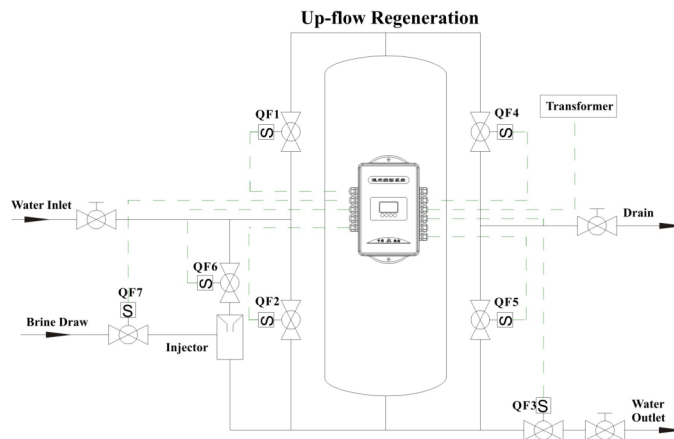 Up-flow Regeneration
QF1
QF4
S
S
Transformer
Water Inlet
Drain
QF6
S
QF7
S
QF2
S
QF5
S
Brine Draw
Injector
QF3
S
Water
Outlet